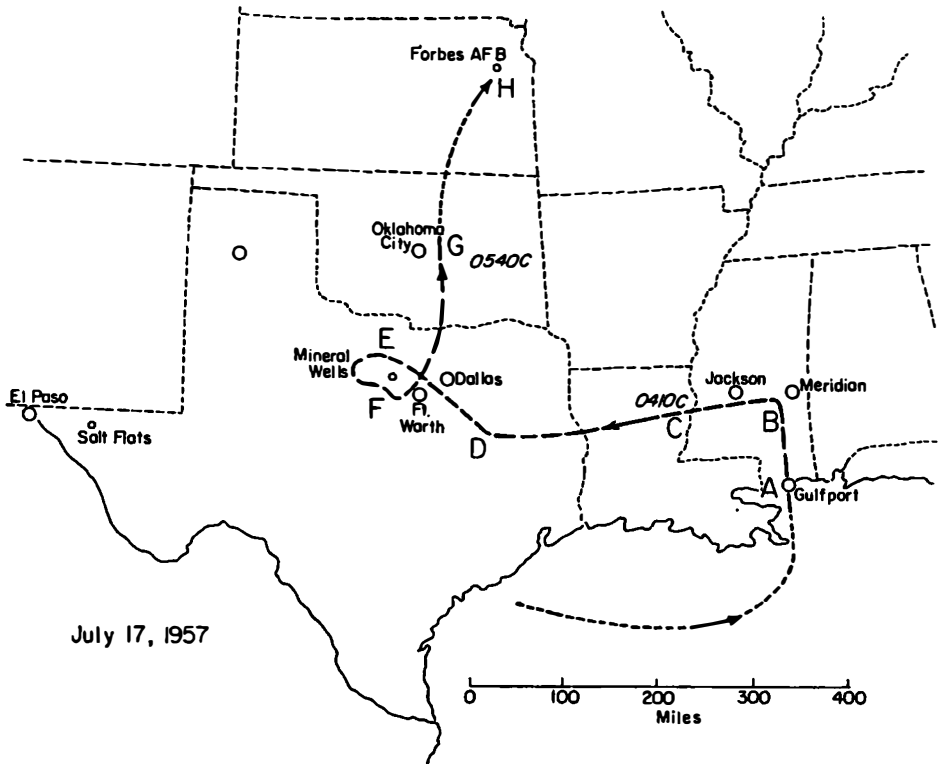 Forbes AFB
H
Oklahoma
City
G
0540C
E
Mineral
Wells
Dallas
F
Ft.
Worth
El Paso
Salt Flats
D
0410C
C
Jackson
Meridian
B
A
Gulfport
July 17, 1957
0 100 200 300 400
Miles